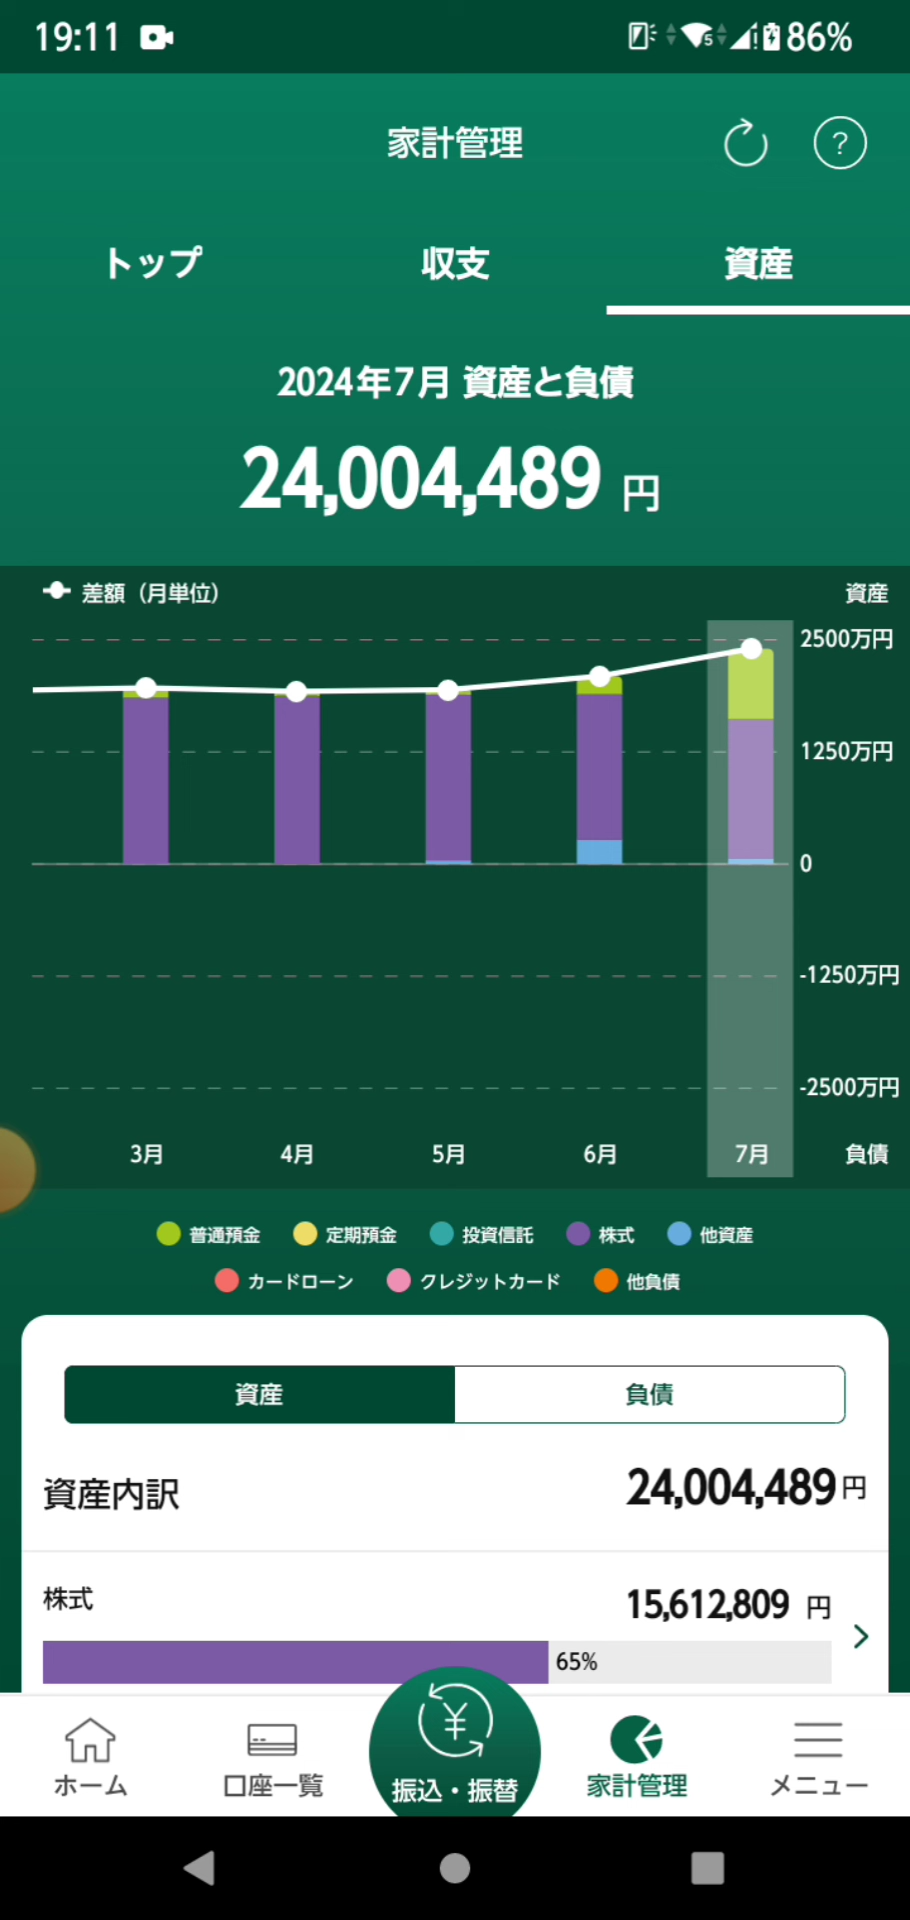 19:11 5 ! 86%
家計管理 ?
トップ 収支 資産
2024年7月 資産と負債
24,004,489 円
差額（月単位） 資産
2500万円
1250万円
0
-1250万円
-2500万円
3月 4月 5月 6月 7月 負債
普通預金 定期預金 投資信託 株式 他資産
カードローン クレジットカード 他負債
資産 負債
資産内訳 24,004,489円
株式 15,612,809 円
65%
¥
ホーム 口座一覧 振込・振替 家計管理 メニュー